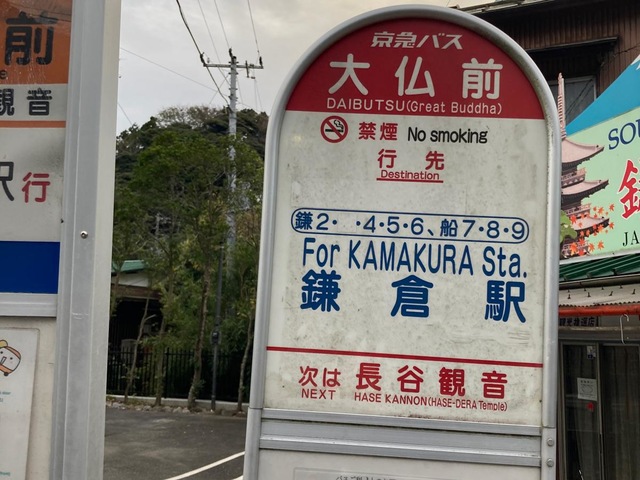 前
観音
駅行
京急バス
大仏前
DAIBUTSU(Great Buddha)
禁煙 No smoking
行先
Destination
鎌2・ ・4・5・6、船7・8・9
For KAMAKURA Sta.
鎌倉駅
次は 長谷観音
NEXT HASE KANNON(HASE-DERA Temple)
SOU
JA